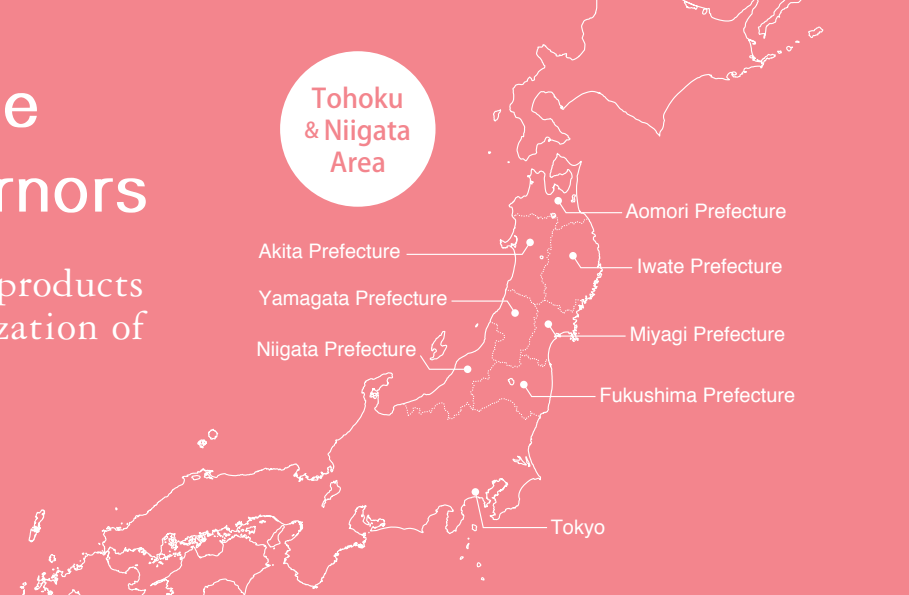 e
rnors
products
zation of
Tohoku
& Niigata
Area
Aomori Prefecture
Akita Prefecture
Iwate Prefecture
Yamagata Prefecture
Miyagi Prefecture
Niigata Prefecture
Fukushima Prefecture
Tokyo